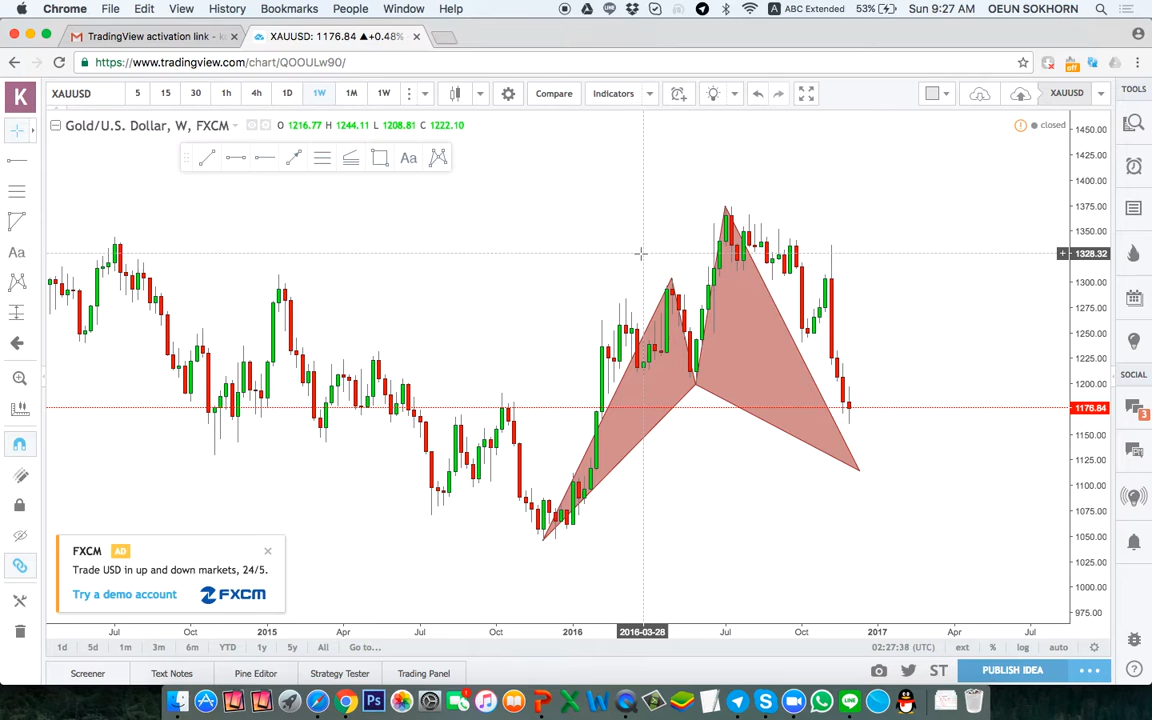 Chrome File Edit View History Bookmarks People Window Help ABC Extended 53% Sun 9:27 AM OEUN SOKHORN
TradingView activation link - k XAUUSD: 1176.84 ▲+0.48%
https://www.tradingview.com/chart/QOOULw90/
off
K XAUUSD 5 15 30 1h 4h 1D 1W 1M 1W Compare Indicators XAUUSD TOOLS
Gold/U.S. Dollar, W, FXCM O 1216.77 H 1244.11 L 1208.81 C 1222.10 closed
Aa
Aa
1450.00
1425.00
1400.00
1375.00
1350.00
1328.32
1300.00
1275.00
1250.00
1225.00
1200.00
1176.84
1150.00
1125.00
1100.00
1075.00
1050.00
1025.00
1000.00
975.00
SOCIAL
3
FXCM AD
Trade USD in up and down markets, 24/5.
Try a demo account FXCM
Jul Oct 2015 Apr Jul Oct 2016 2016-03-28 Jul Oct 2017 Apr Jul
1d 5d 1m 3m 6m YTD 1y 5y All Go to... 02:27:38 (UTC) ext % log auto
Screener Text Notes Pine Editor Strategy Tester Trading Panel ST PUBLISH IDEA